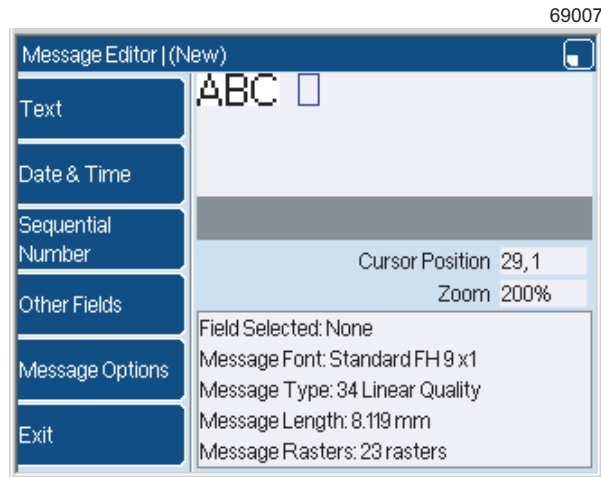 69007
Message Editor | (New)
Text
Date & Time
Sequential
Number
Other Fields
Message Options
Exit
ABC
Cursor Position 29,1
Zoom 200%
Field Selected: None
Message Font: Standard FH 9 x1
Message Type: 34 Linear Quality
Message Length: 8.119 mm
Message Rasters: 23 rasters